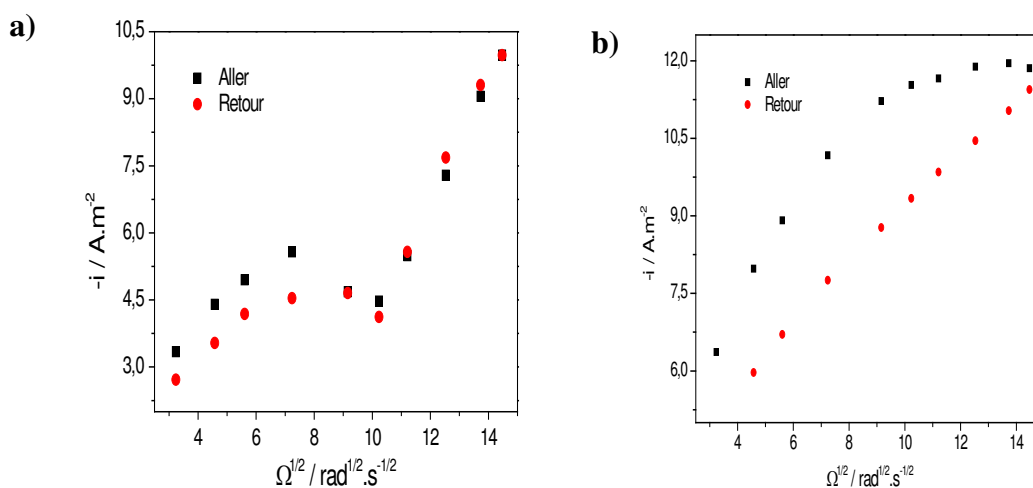 a)
10,5
9,0
7,5
6,0
4,5
3,0
-i / A.m-2
Aller
Retour
4 6 8 10 12 14
Ω1/2 / rad1/2.s-1/2
b)
12,0
10,5
9,0
7,5
6,0
-i / A.m-2
Aller
Retour
4 6 8 10 12 14
Ω1/2 / rad1/2.s-1/2